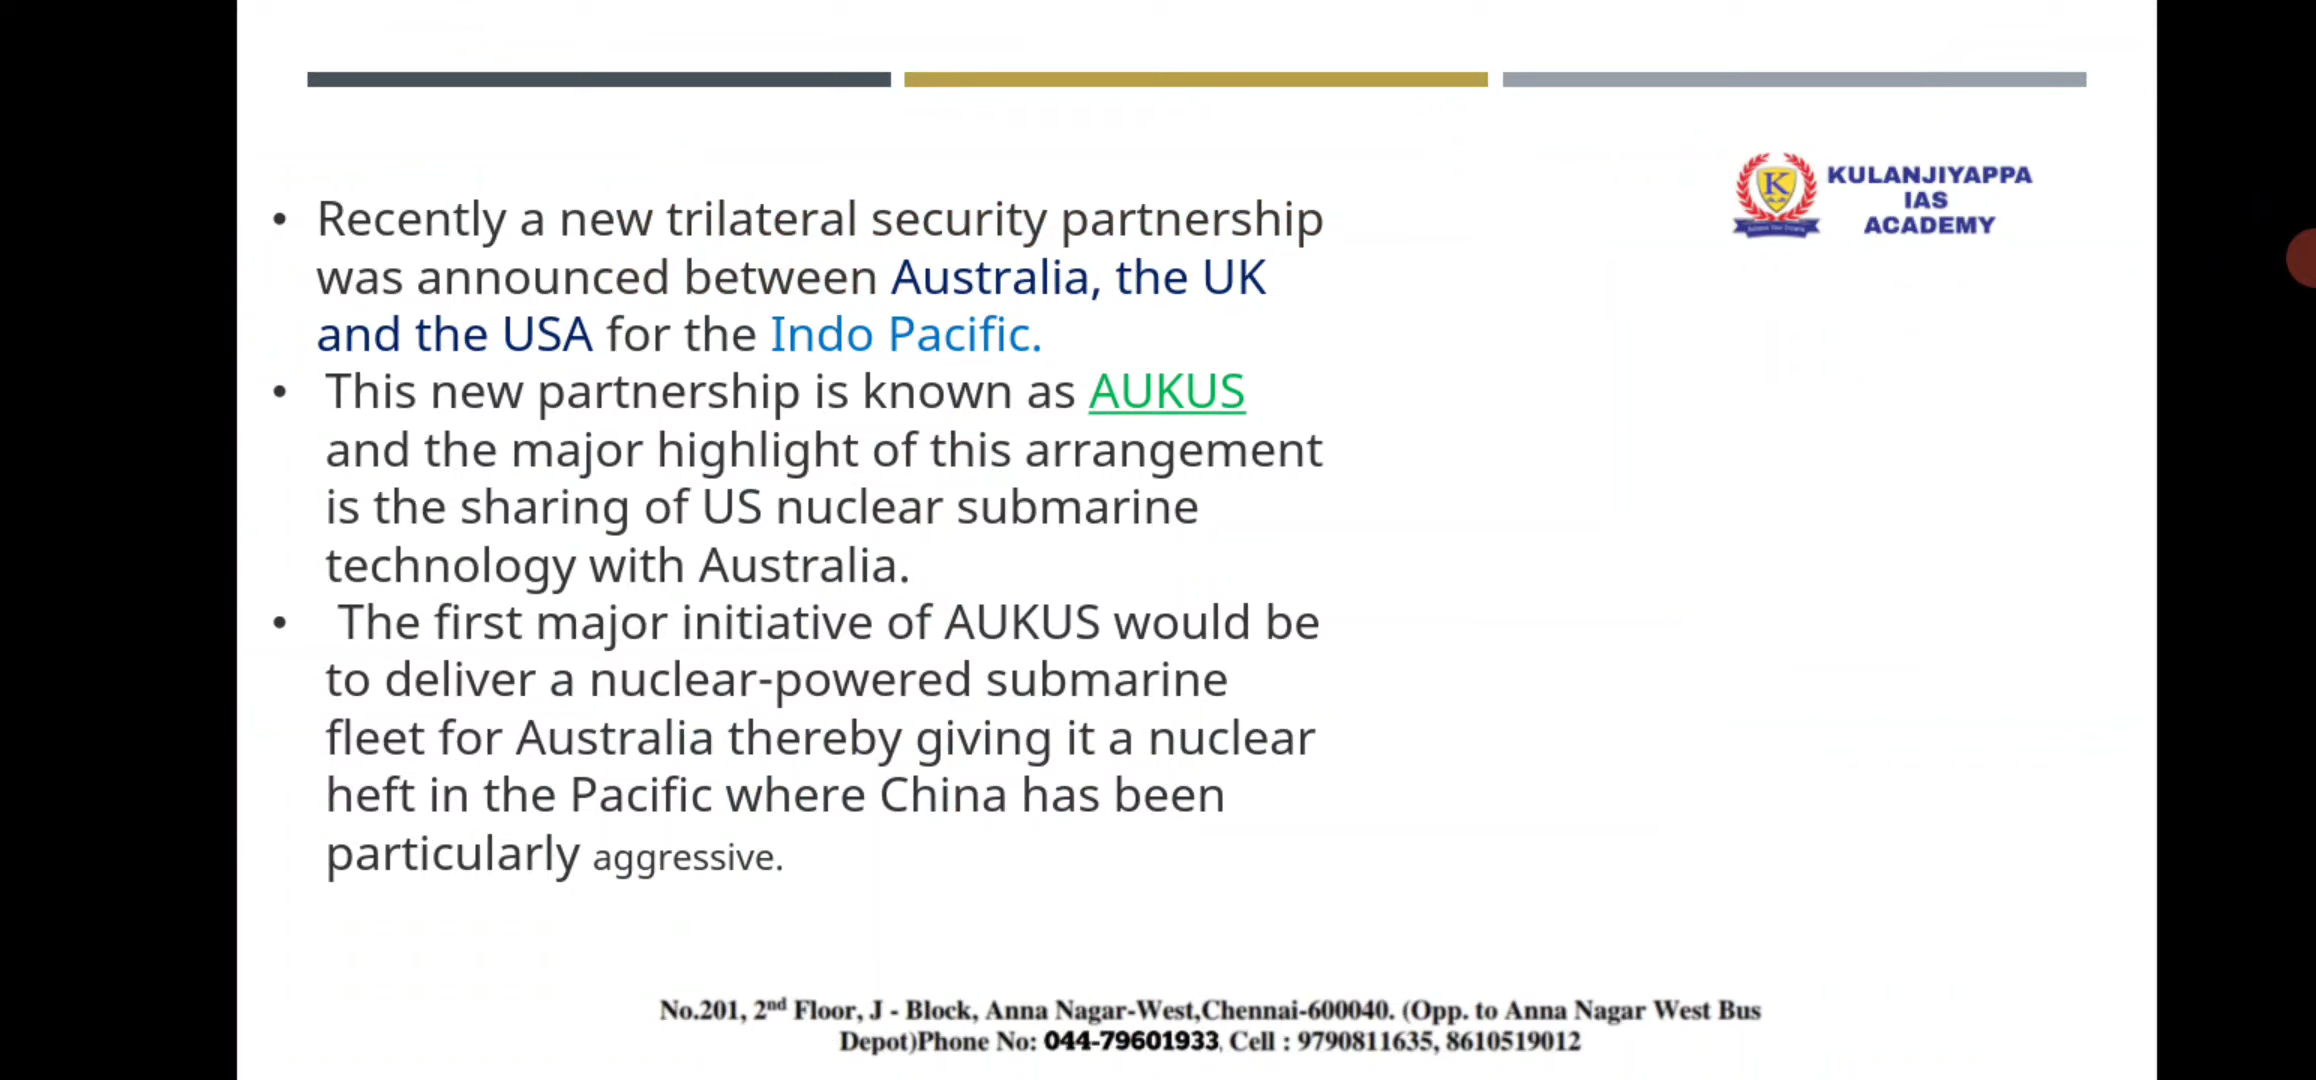 KULANJIYAPPA
IAS
ACADEMY
• Recently a new trilateral security partnership
was announced between Australia, the UK
and the USA for the Indo Pacific.
• This new partnership is known as AUKUS
and the major highlight of this arrangement
is the sharing of US nuclear submarine
technology with Australia.
• The first major initiative of AUKUS would be
to deliver a nuclear-powered submarine
fleet for Australia thereby giving it a nuclear
heft in the Pacific where China has been
particularly aggressive.
No.201, 2nd Floor, J - Block, Anna Nagar-West,Chennai-600040. (Opp. to Anna Nagar West Bus
Depot)Phone No: 044-79601933, Cell : 9790811635, 8610519012